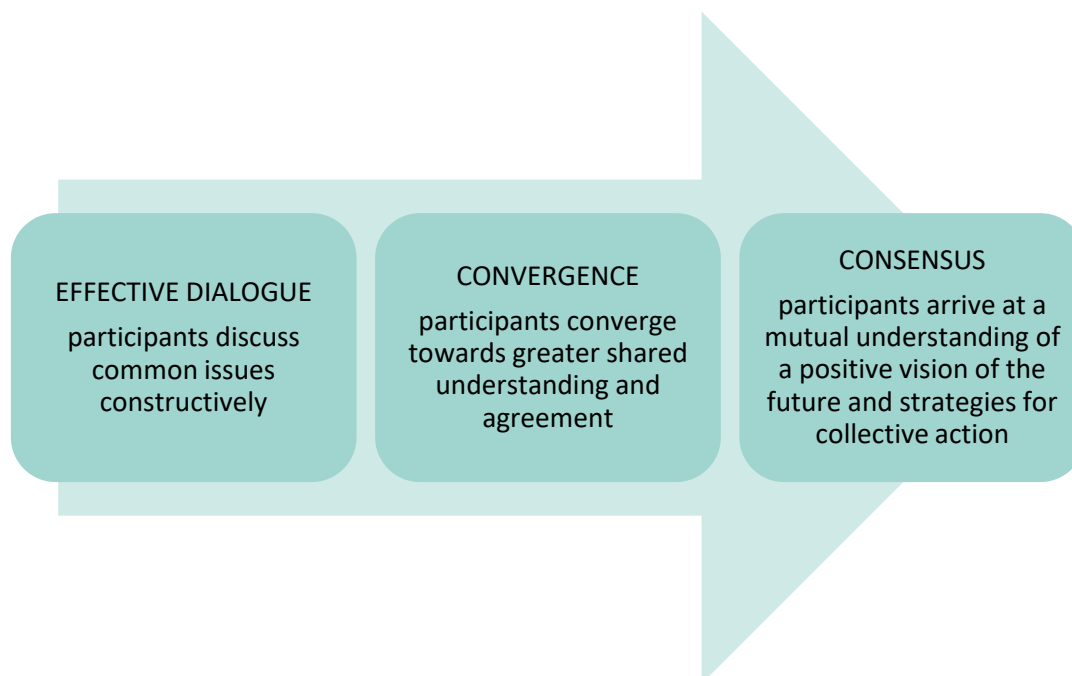 EFFECTIVE DIALOGUE
participants discuss
common issues
constructively
CONVERGENCE
participants converge
towards greater shared
understanding and
agreement
CONSENSUS
participants arrive at a
mutual understanding of
a positive vision of the
future and strategies for
collective action